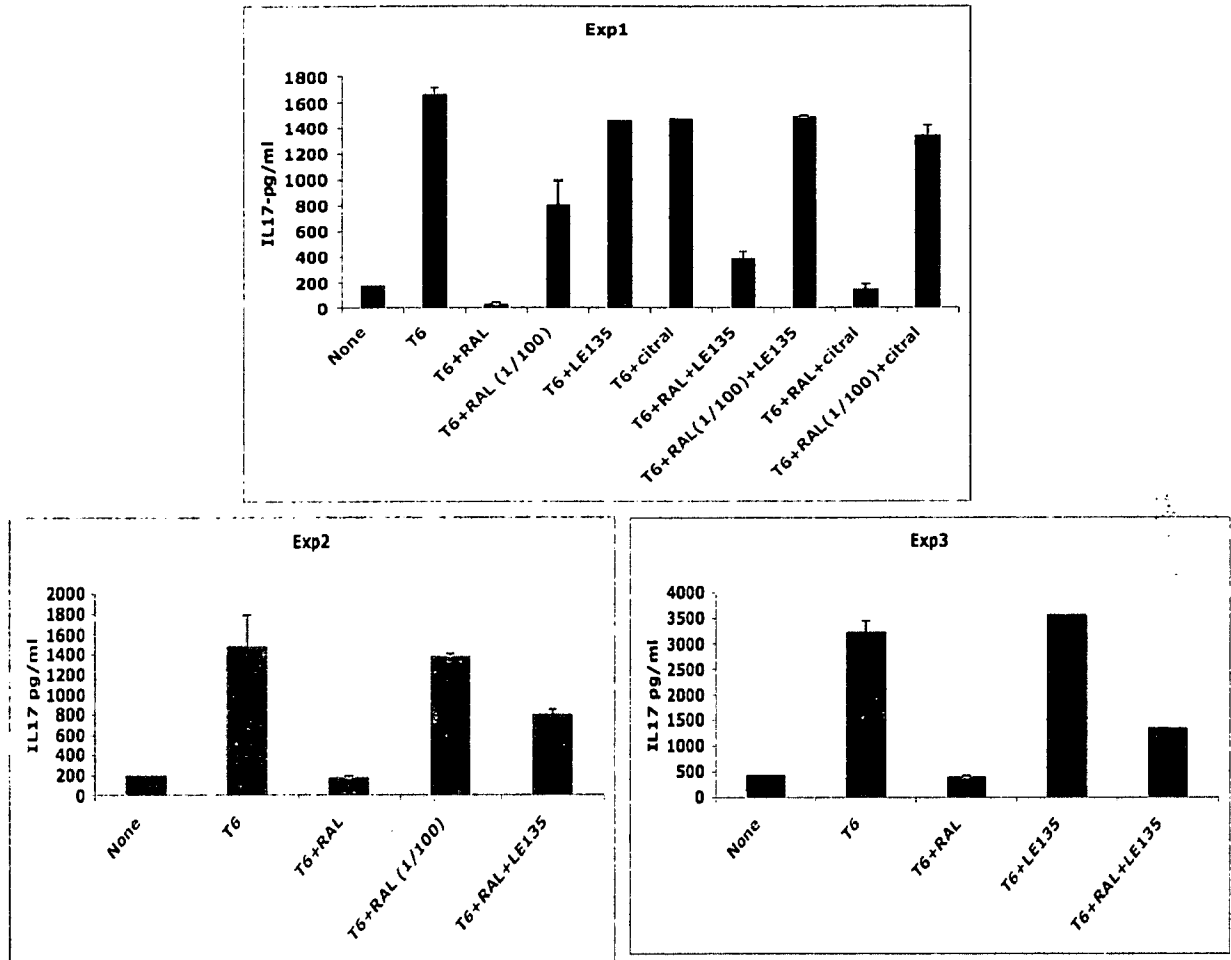 Exp1
IL17-pg/ml
1800
1600
1400
1200
1000
800
600
400
200
0
None
T6
T6+RAL
T6+RAL (1/100)
T6+LE135
T6+citral
T6+RAL+LE135
T6+RAL(1/100)+LE135
T6+RAL+citral
T6+RAL(1/100)+citral
Exp2
IL17 pg/ml
2000
1800
1600
1400
1200
1000
800
600
400
200
0
None
T6
T6+RAL
T6+RAL (1/100)
T6+RAL+LE135
Exp3
IL17 pg/ml
4000
3500
3000
2500
2000
1500
1000
500
0
None
T6
T6+RAL
T6+LE135
T6+RAL+LE135